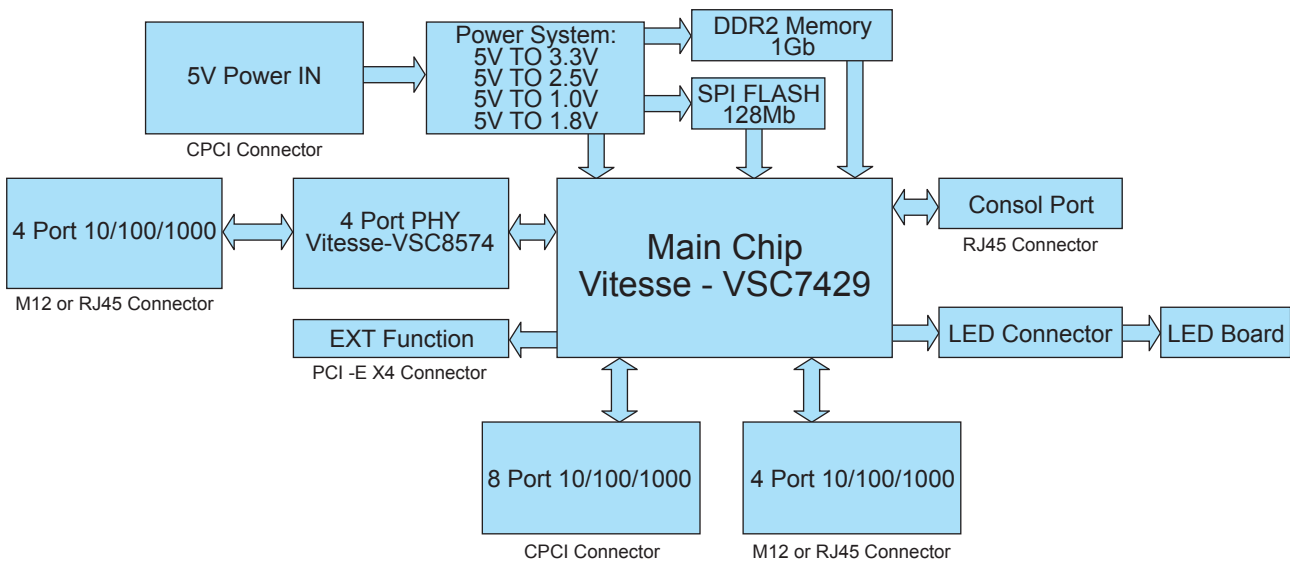 5V Power IN
CPCI Connector
Power System:
5V TO 3.3V
5V TO 2.5V
5V TO 1.0V
5V TO 1.8V
DDR2 Memory
1Gb
SPI FLASH
128Mb
4 Port 10/100/1000
M12 or RJ45 Connector
4 Port PHY
Vitesse-VSC8574
Main Chip
Vitesse - VSC7429
Consol Port
RJ45 Connector
EXT Function
PCI -E X4 Connector
LED Connector
LED Board
8 Port 10/100/1000
CPCI Connector
4 Port 10/100/1000
M12 or RJ45 Connector